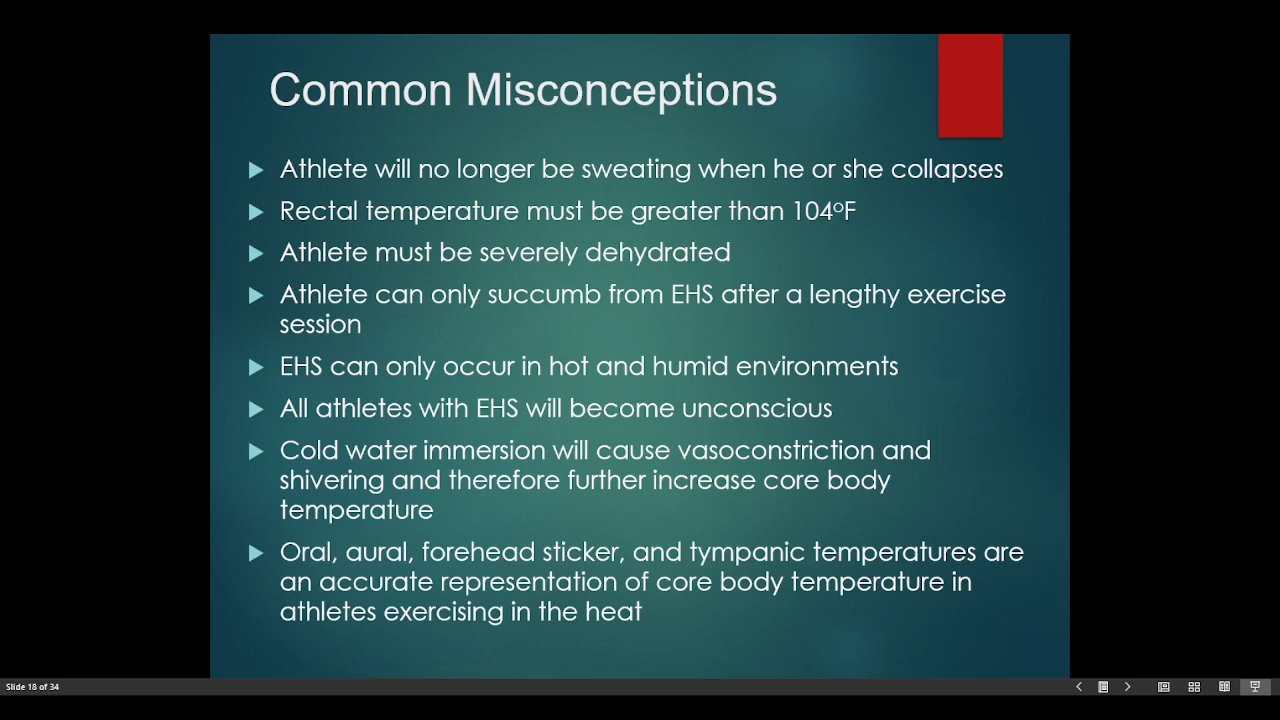 Common Misconceptions
Athlete will no longer be sweating when he or she collapses
Rectal temperature must be greater than 104ºF
Athlete must be severely dehydrated
Athlete can only succumb from EHS after a lengthy exercise
session
EHS can only occur in hot and humid environments
All athletes with EHS will become unconscious
Cold water immersion will cause vasoconstriction and
shivering and therefore further increase core body
temperature
Oral, aural, forehead sticker, and tympanic temperatures are
an accurate representation of core body temperature in
athletes exercising in the heat
Slide 18 of 34